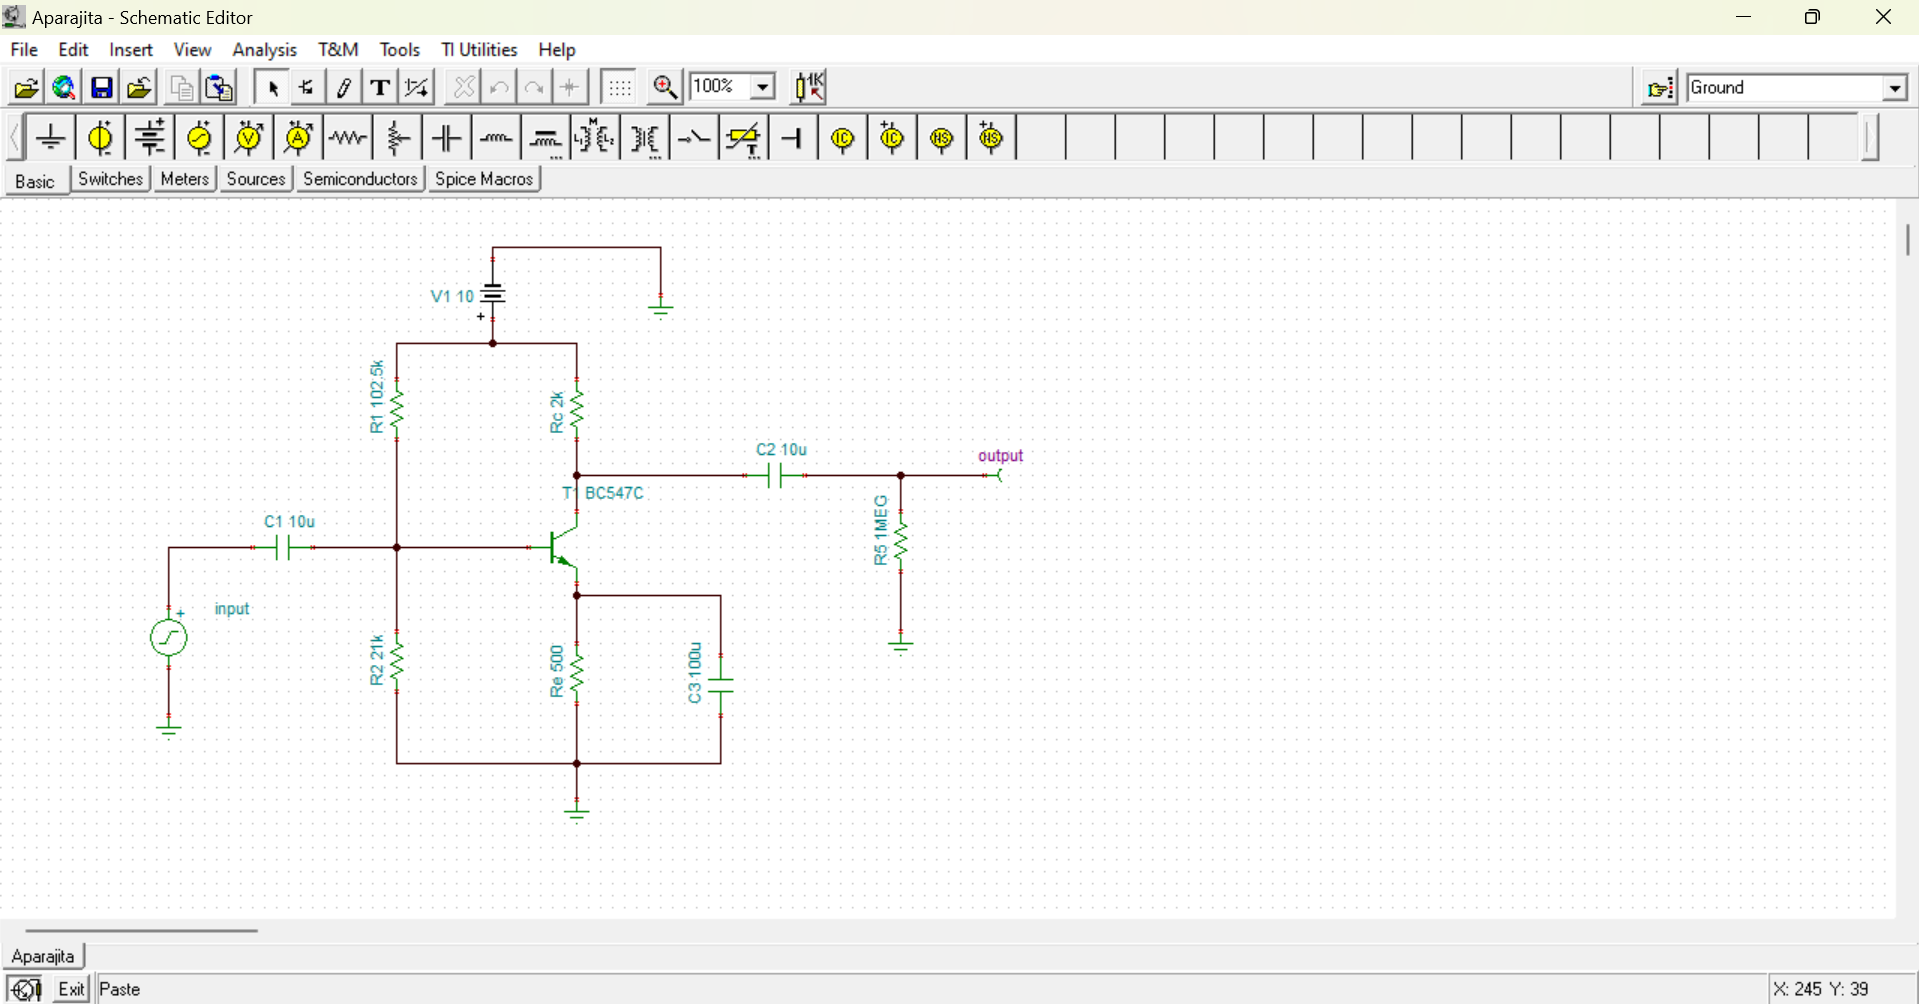 Aparajita - Schematic Editor
File Edit Insert View Analysis T&M Tools TI Utilities Help
100% 1K Ground
Basic Switches Meters Sources Semiconductors Spice Macros
V1 10
+
R1 102.5k
Rc 2k
C2 10u
output
T1 BC547C
R5 1MEG
C1 10u
+
input
R2 21k
Re 500
C3 100u
Aparajita
Exit Paste X: 245 Y: 39